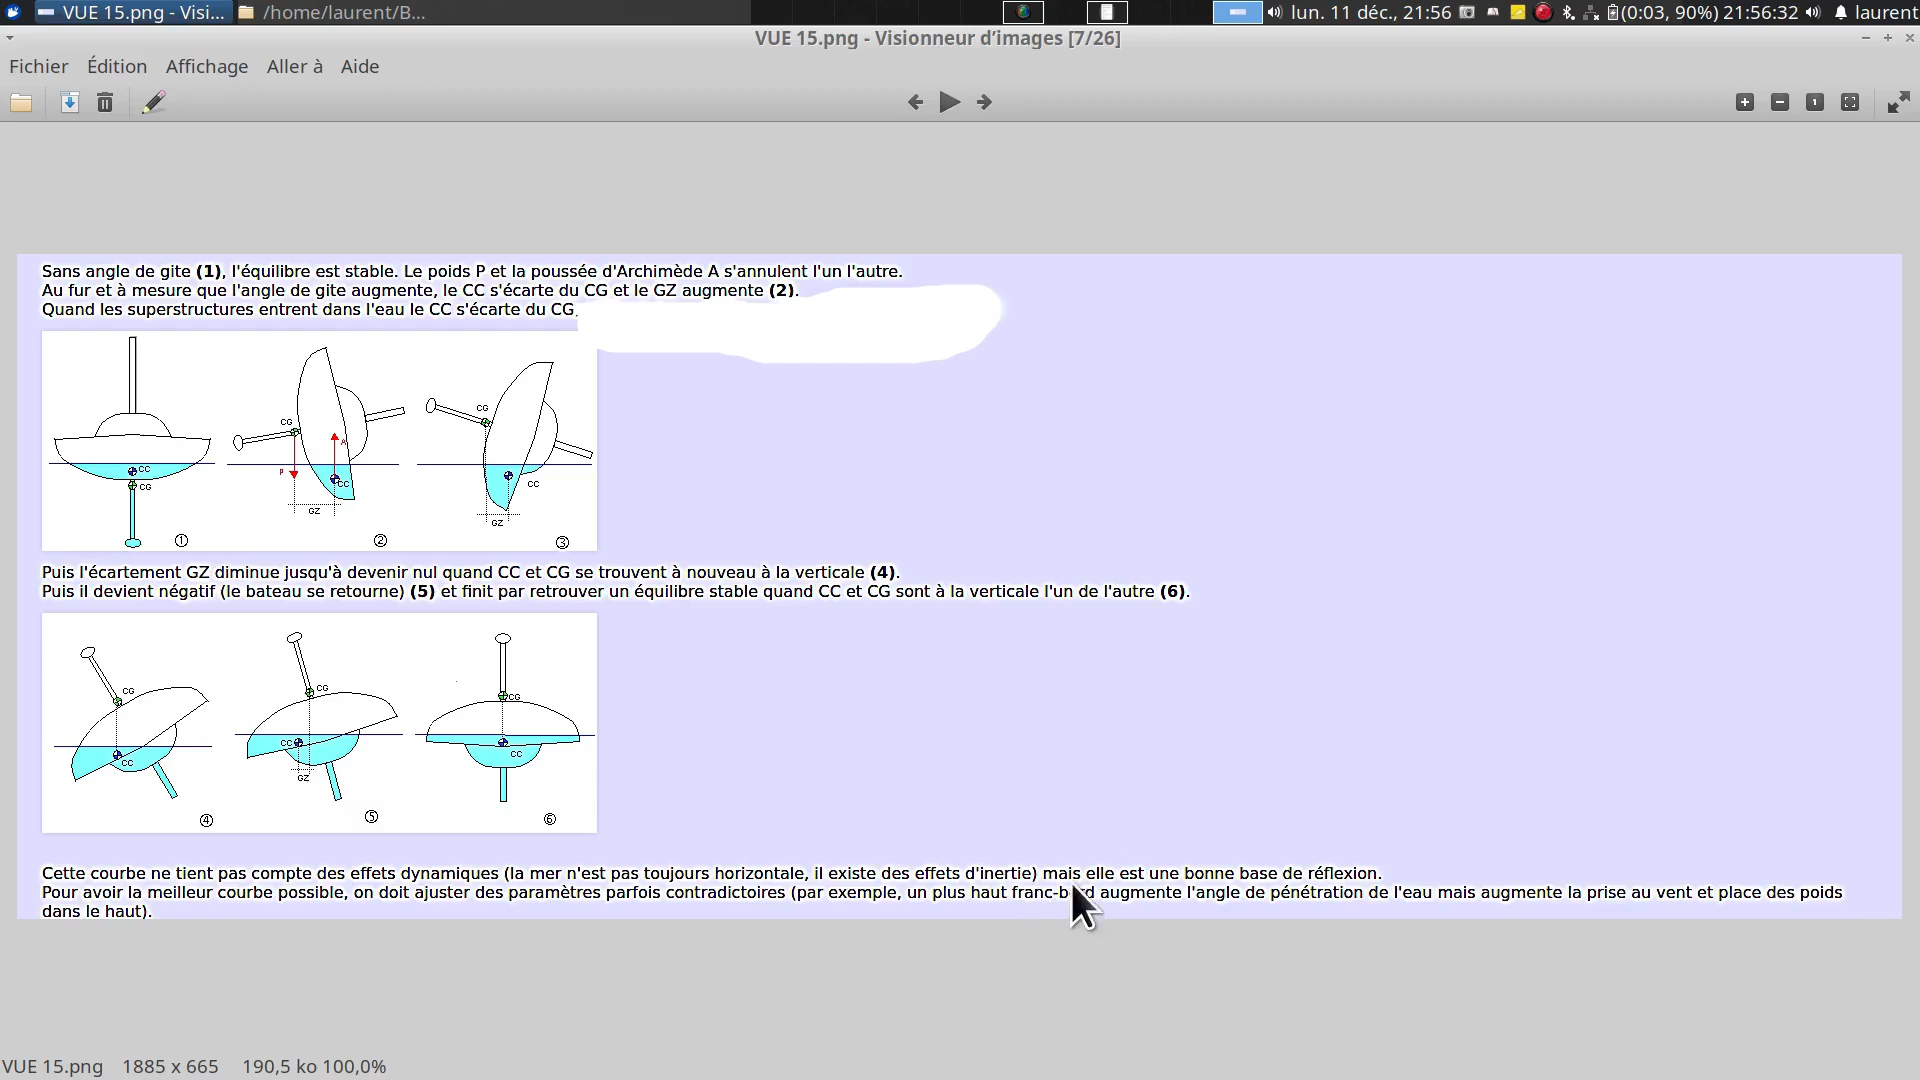 VUE 15.png - Visi...
/home/laurent/B...
lun. 11 déc., 21:56
(0:03, 90%) 21:56:32
laurent
VUE 15.png - Visionneur d’images [7/26]
Fichier Édition Affichage Aller à Aide
1
Sans angle de gite (1), l'équilibre est stable. Le poids P et la poussée d'Archimède A s'annulent l'un l'autre.
Au fur et à mesure que l'angle de gite augmente, le CC s'écarte du CG et le GZ augmente (2).
Quand les superstructures entrent dans l'eau le CC s'écarte du CG,
CC
CG
1
CG
A
P
CC
GZ
2
CG
CC
GZ
3
Puis l'écartement GZ diminue jusqu'à devenir nul quand CC et CG se trouvent à nouveau à la verticale (4).
Puis il devient négatif (le bateau se retourne) (5) et finit par retrouver un équilibre stable quand CC et CG sont à la verticale l'un de l'autre (6).
CG
CC
4
CG
CC
GZ
5
CG
CC
6
Cette courbe ne tient pas compte des effets dynamiques (la mer n'est pas toujours horizontale, il existe des effets d'inertie) mais elle est une bonne base de réflexion.
Pour avoir la meilleur courbe possible, on doit ajuster des paramètres parfois contradictoires (par exemple, un plus haut franc-bord augmente l'angle de pénétration de l'eau mais augmente la prise au vent et place des poids
dans le haut).
VUE 15.png 1885 x 665 190,5 ko 100,0%